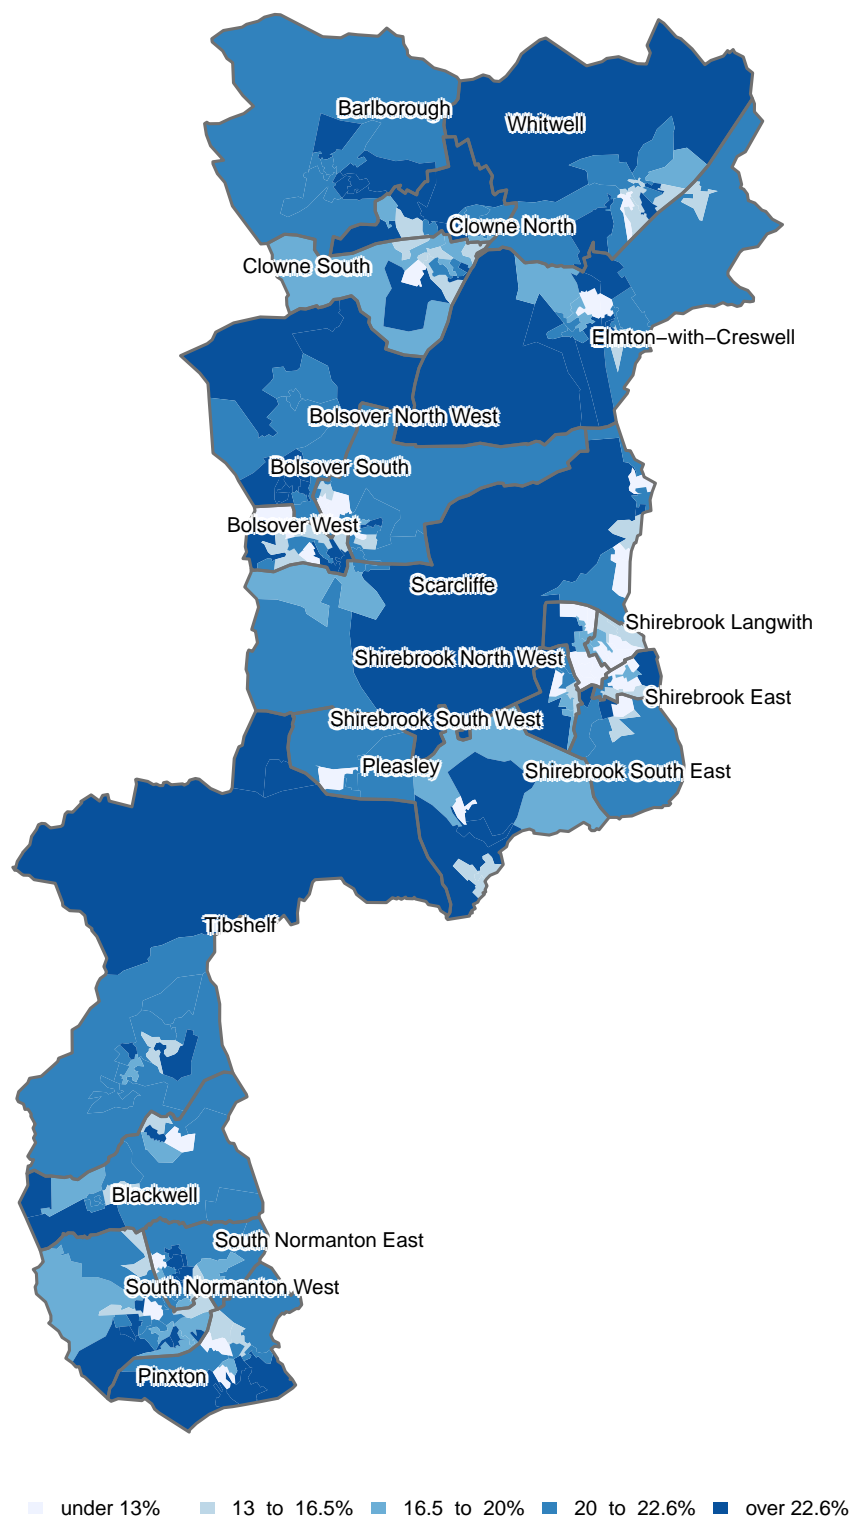 Barlborough
Whitwell
Clowne North
Clowne South
Elmton−with−Creswell
Bolsover North West
Bolsover South
Bolsover West
Scarcliffe
Shirebrook Langwith
Shirebrook North West
Shirebrook East
Shirebrook South West
Pleasley
Shirebrook South East
Tibshelf
Blackwell
South Normanton East
South Normanton West
Pinxton
under 13% 13 to 16.5% 16.5 to 20% 20 to 22.6% over 22.6%